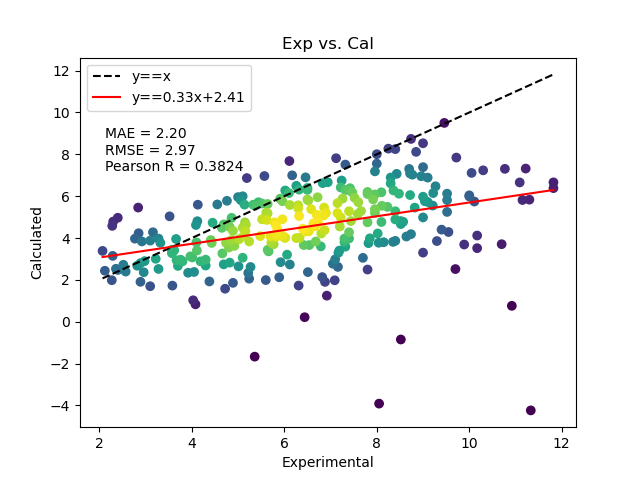 Exp vs. Cal
y==x
y==0.33x+2.41
MAE = 2.20
RMSE = 2.97
Pearson R = 0.3824
12
10
8
6
4
2
0
−2
−4
Calculated
2 4 6 8 10 12
Experimental